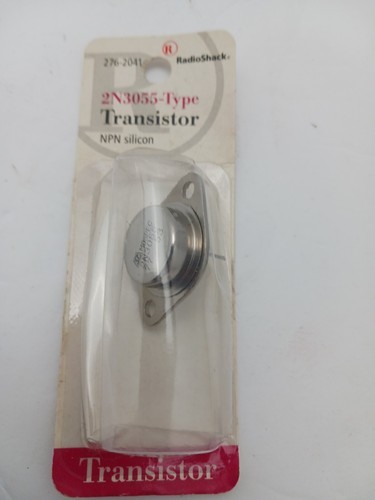 276-2041
R RadioShack®
2N3055-Type
Transistor
NPN silicon
Transistor